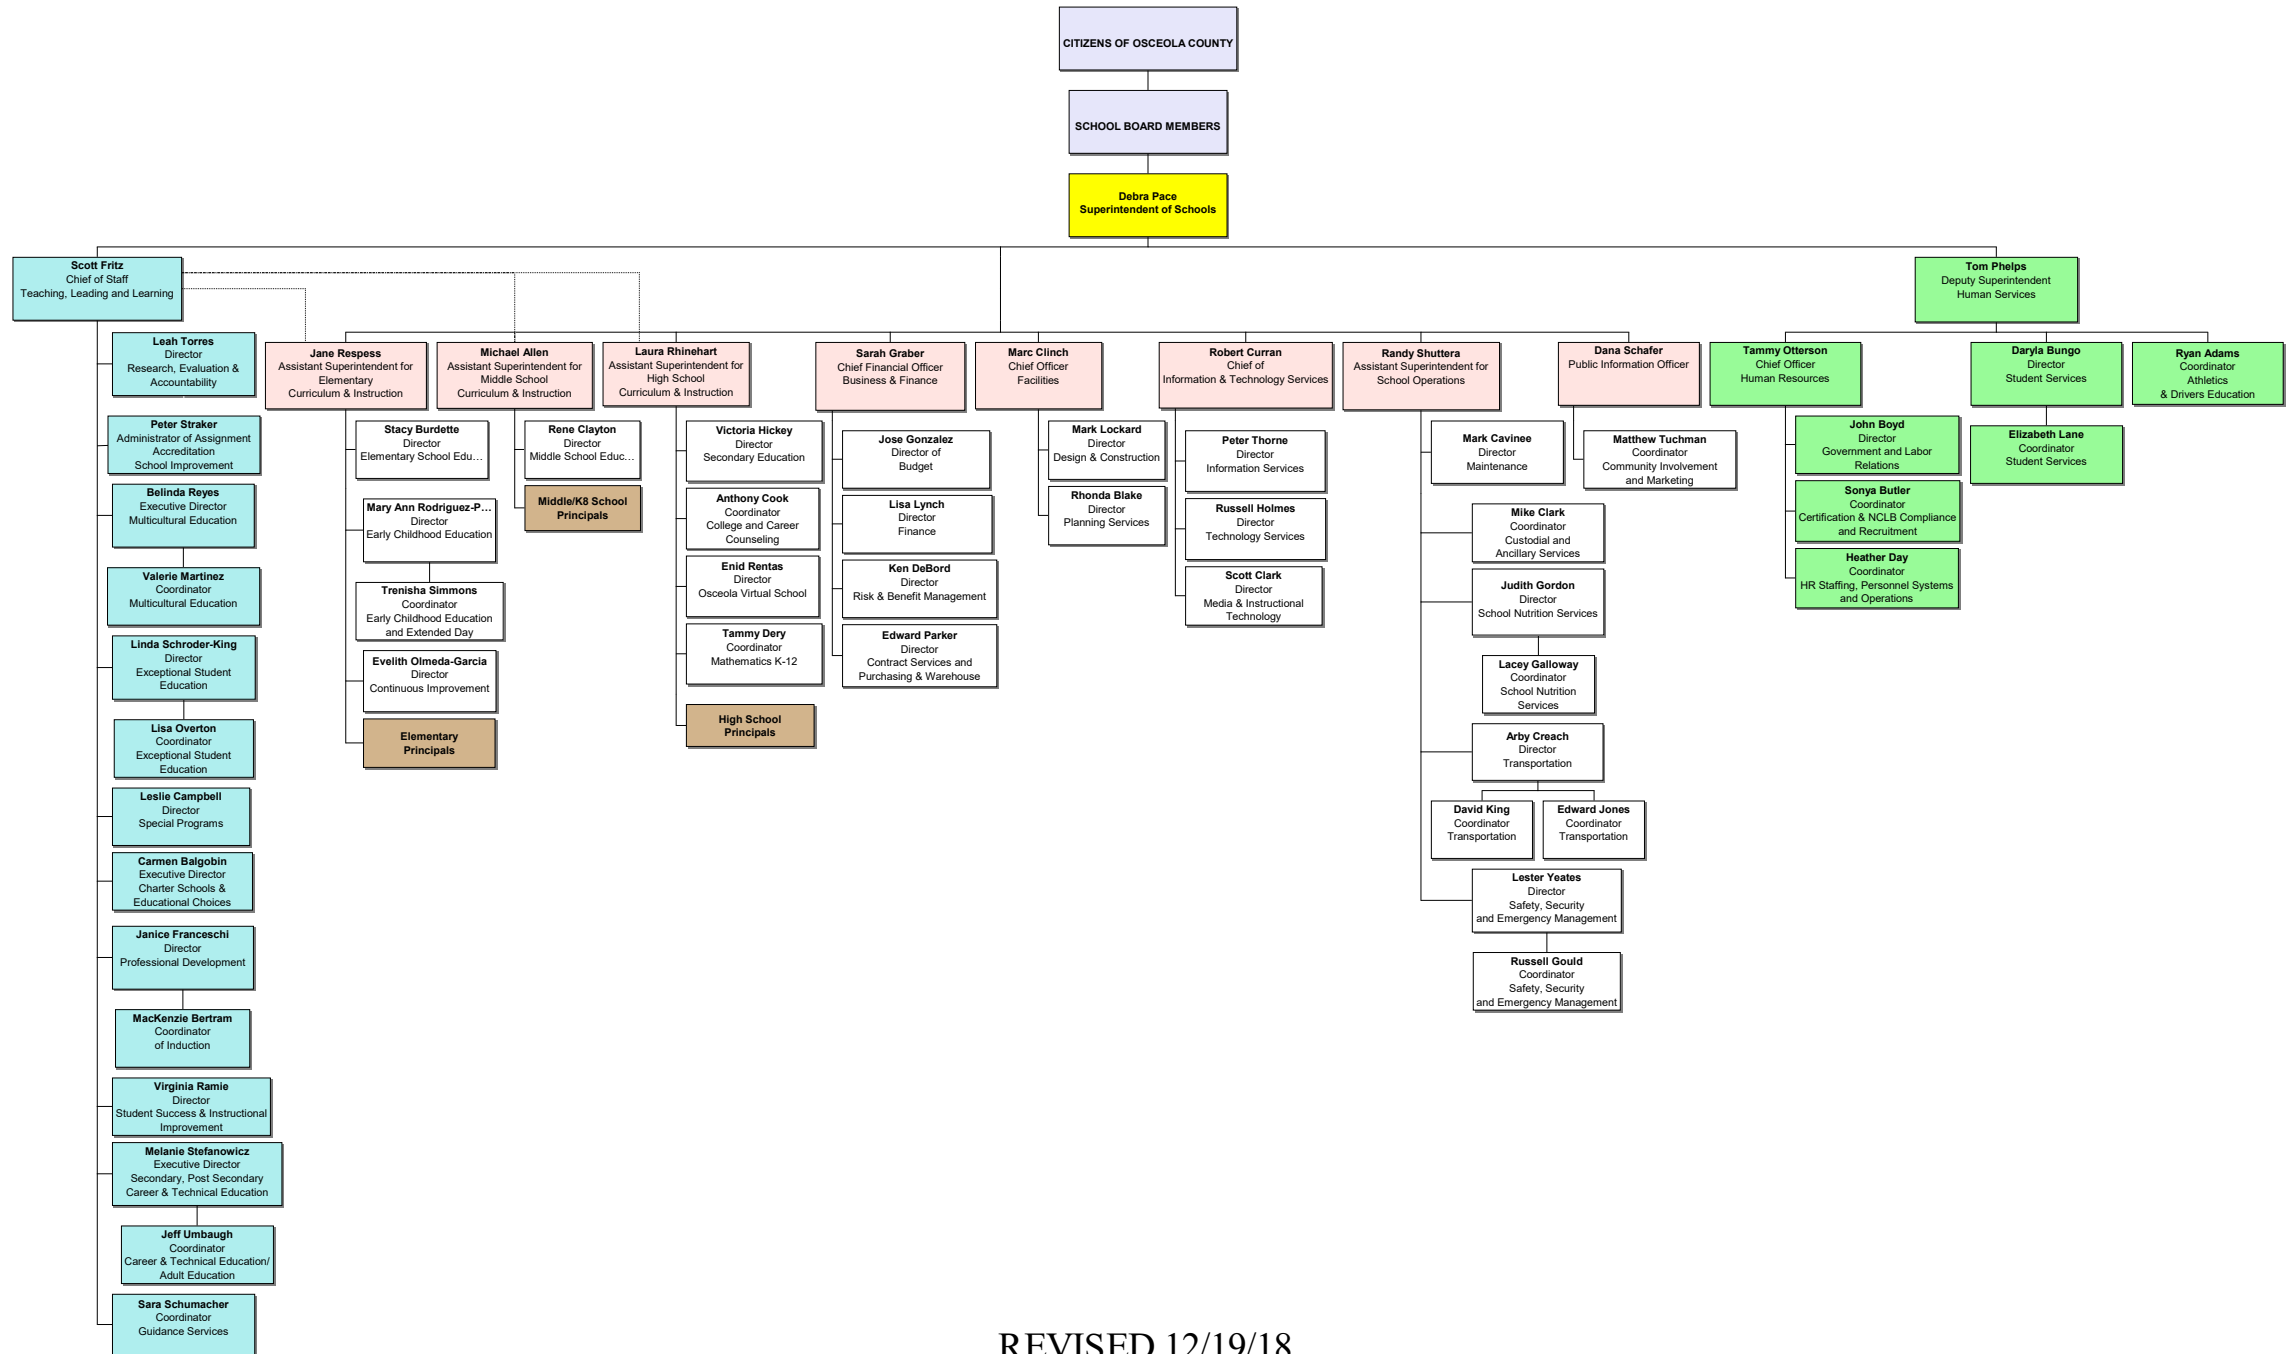 CITIZENS OF OSCEOLA COUNTY
SCHOOL BOARD MEMBERS
Debra Pace
Superintendent of Schools
Scott Fritz
Chief of Staff
Teaching, Leading and Learning
Leah Torres
Director
Research, Evaluation &
Accountability
Peter Straker
Administrator of Assignment
Accreditation
School Improvement
Belinda Reyes
Executive Director
Multicultural Education
Valerie Martinez
Coordinator
Multicultural Education
Linda Schroder-King
Director
Exceptional Student
Education
Lisa Overton
Coordinator
Exceptional Student
Education
Leslie Campbell
Director
Special Programs
Carmen Balgobin
Executive Director
Charter Schools &
Educational Choices
Janice Franceschi
Director
Professional Development
MacKenzie Bertram
Coordinator
of Induction
Virginia Ramie
Director
Student Success & Instructional
Improvement
Melanie Stefanowicz
Executive Director
Secondary, Post Secondary
Career & Technical Education
Jeff Umbaugh
Coordinator
Career & Technical Education/
Adult Education
Sara Schumacher
Coordinator
Guidance Services
Jane Respess
Assistant Superintendent for
Elementary
Curriculum & Instruction
Stacy Burdette
Director
Elementary School Edu...
Mary Ann Rodriguez-P...
Director
Early Childhood Education
Trenisha Simmons
Coordinator
Early Childhood Education
and Extended Day
Evelith Olmeda-Garcia
Director
Continuous Improvement
Elementary
Principals
Michael Allen
Assistant Superintendent for
Middle School
Curriculum & Instruction
Rene Clayton
Director
Middle School Educ...
Middle/K8 School
Principals
Laura Rhinehart
Assistant Superintendent for
High School
Curriculum & Instruction
Victoria Hickey
Director
Secondary Education
Anthony Cook
Coordinator
College and Career
Counseling
Enid Rentas
Director
Osceola Virtual School
Tammy Dery
Coordinator
Mathematics K-12
High School
Principals
Sarah Graber
Chief Financial Officer
Business & Finance
Jose Gonzalez
Director of
Budget
Lisa Lynch
Director
Finance
Ken DeBord
Director
Risk & Benefit Management
Edward Parker
Director
Contract Services and
Purchasing & Warehouse
Marc Clinch
Chief Officer
Facilities
Mark Lockard
Director
Design & Construction
Rhonda Blake
Director
Planning Services
Robert Curran
Chief of
Information & Technology Services
Peter Thorne
Director
Information Services
Russell Holmes
Director
Technology Services
Scott Clark
Director
Media & Instructional
Technology
Randy Shuttera
Assistant Superintendent for
School Operations
Mark Cavinee
Director
Maintenance
Mike Clark
Coordinator
Custodial and
Ancillary Services
Judith Gordon
Director
School Nutrition Services
Lacey Galloway
Coordinator
School Nutrition
Services
Arby Creach
Director
Transportation
David King
Coordinator
Transportation
Edward Jones
Coordinator
Transportation
Lester Yeates
Director
Safety, Security
and Emergency Management
Russell Gould
Coordinator
Safety, Security
and Emergency Management
Dana Schafer
Public Information Officer
Matthew Tuchman
Coordinator
Community Involvement
and Marketing
Tom Phelps
Deputy Superintendent
Human Services
Tammy Otterson
Chief Officer
Human Resources
John Boyd
Director
Government and Labor
Relations
Sonya Butler
Coordinator
Certification & NCLB Compliance
and Recruitment
Heather Day
Coordinator
HR Staffing, Personnel Systems
and Operations
Daryla Bungo
Director
Student Services
Elizabeth Lane
Coordinator
Student Services
Ryan Adams
Coordinator
Athletics
& Drivers Education
REVISED 12/19/18